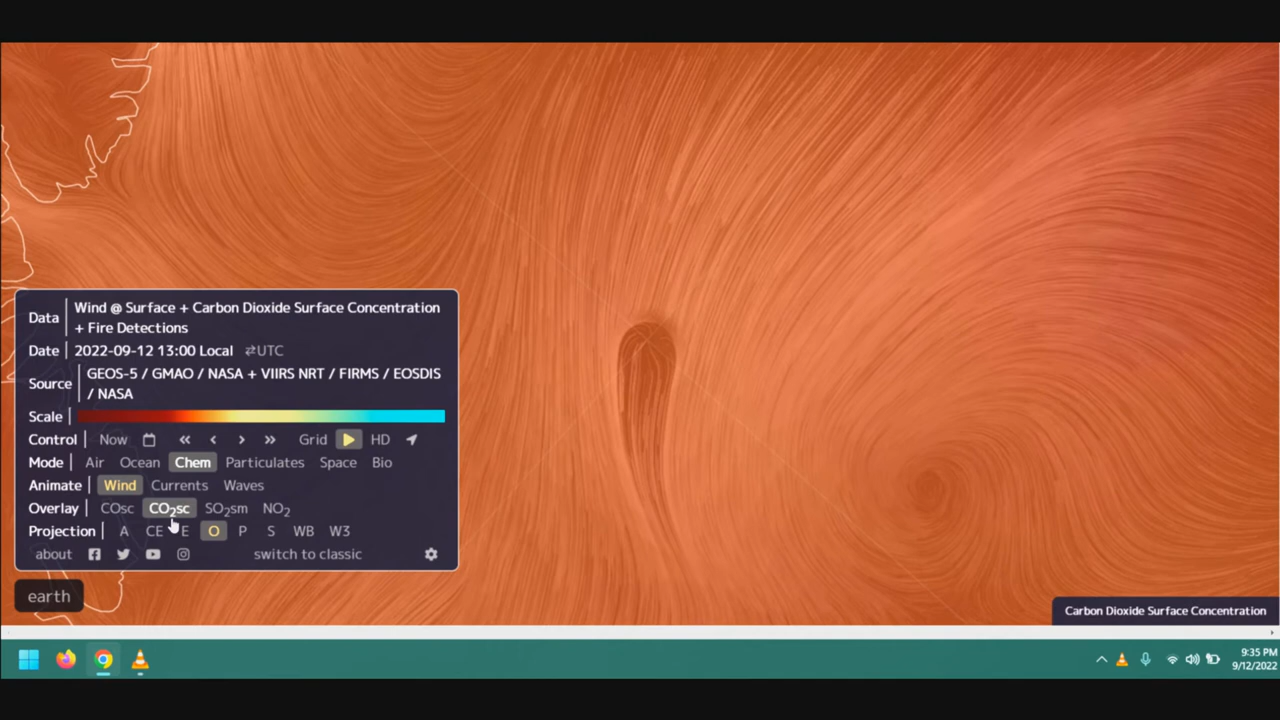 Data | Wind @ Surface + Carbon Dioxide Surface Concentration
+ Fire Detections
Date | 2022-09-12 13:00 Local ⇄UTC
Source | GEOS-5 / GMAO / NASA + VIIRS NRT / FIRMS / EOSDIS
/ NASA
Scale |
Control | Now « ‹ › » Grid HD
Mode | Air Ocean Chem Particulates Space Bio
Animate | Wind Currents Waves
Overlay | COsc CO₂sc SO₂sm NO₂
Projection | A CE E O P S WB W3
about switch to classic
earth
Carbon Dioxide Surface Concentration
9:35 PM
9/12/2022